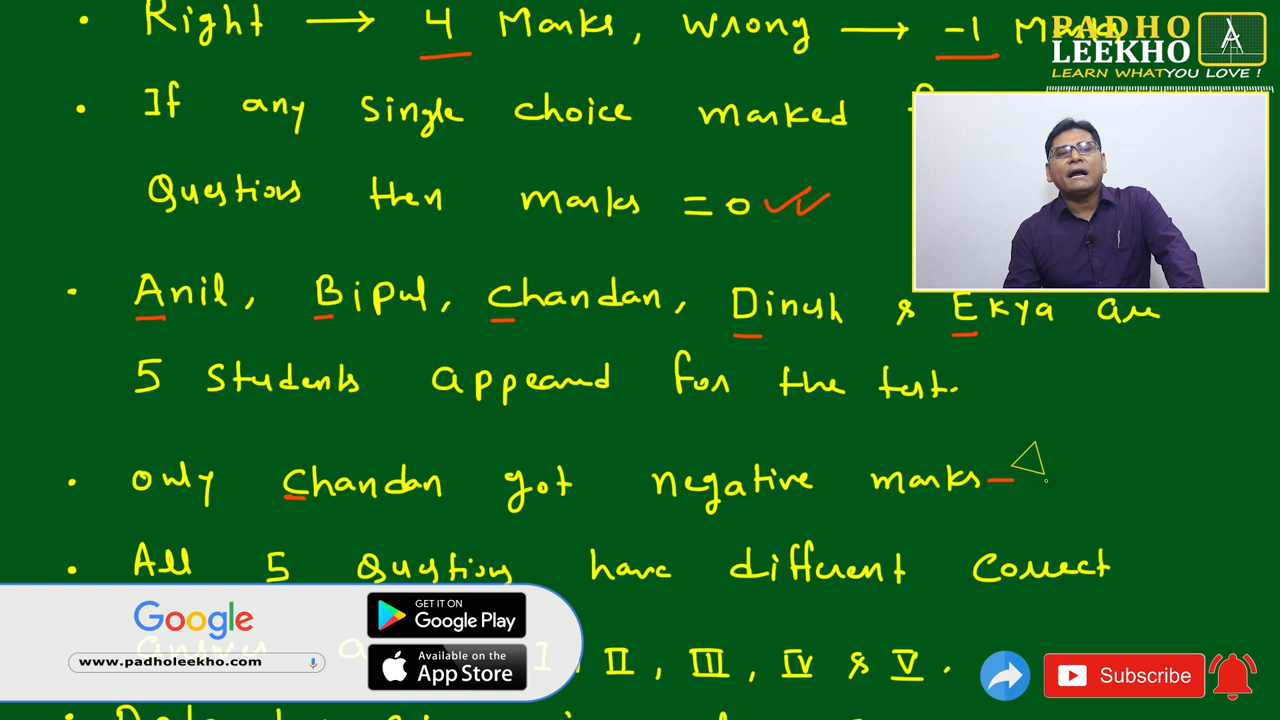 • Right → 4 Marks, Wrong → -1 Marks
PADHO
LEEKHO
LEARN WHAT YOU LOVE !
• If any single choice marked
Questions then marks = 0
• Anil, Bipul, Chandan, Dinesh & Ekya are
5 students appeared for the test.
• Only Chandan got negative marks
• All 5 Questions have different correct
I, II, III, IV & V.
Google
www.padholeekho.com
GET IT ON
Google Play
Available on the
App Store
Subscribe